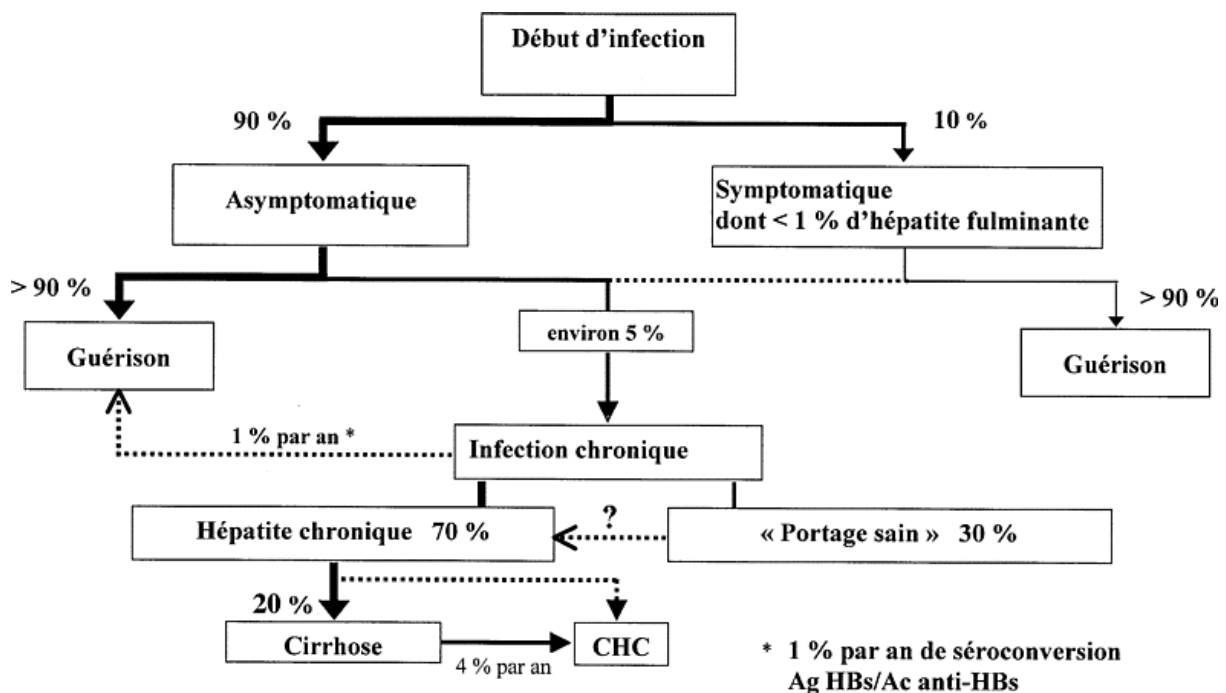 Début d'infection
90 %
10 %
Asymptomatique
Symptomatique
dont < 1 % d'hépatite fulminante
> 90 %
> 90 %
environ 5 %
Guérison
Guérison
1 % par an *
Infection chronique
Hépatite chronique 70 %
?
« Portage sain » 30 %
20 %
Cirrhose
4 % par an
CHC
* 1 % par an de séroconversion
Ag HBs/Ac anti-HBs